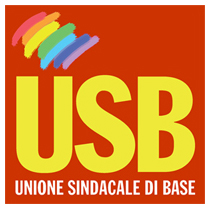 USB
UNIONE SINDACALE DI BASE